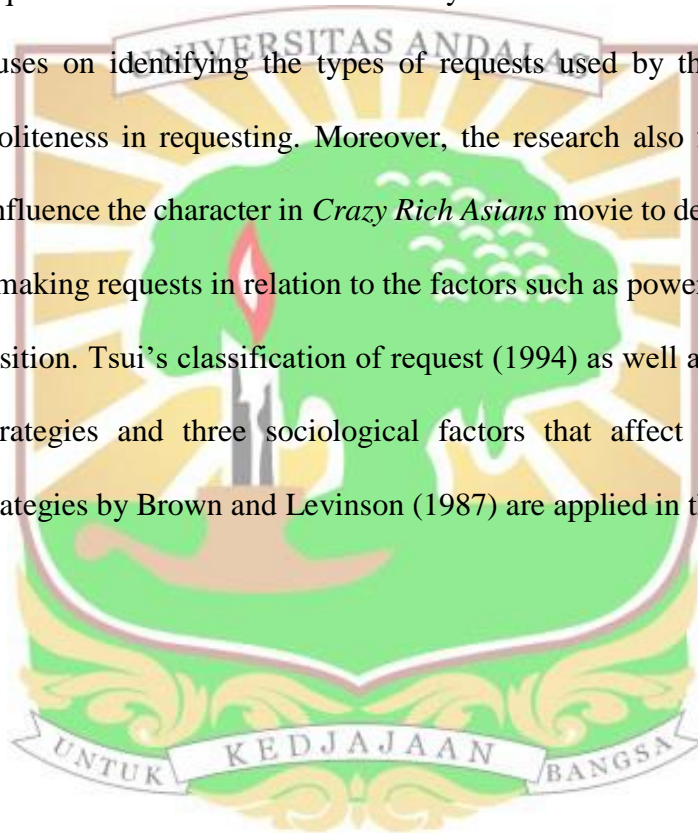 UNIVERSITAS ANDALAS
uses on identifying the types of requests used by th
oliteness in requesting. Moreover, the research also
nfluence the character in Crazy Rich Asians movie to de
making requests in relation to the factors such as power
sition. Tsui's classification of request (1994) as well a
rategies and three sociological factors that affect
rategies by Brown and Levinson (1987) are applied in t
UNTUK KEDJAJAAN BANGSA